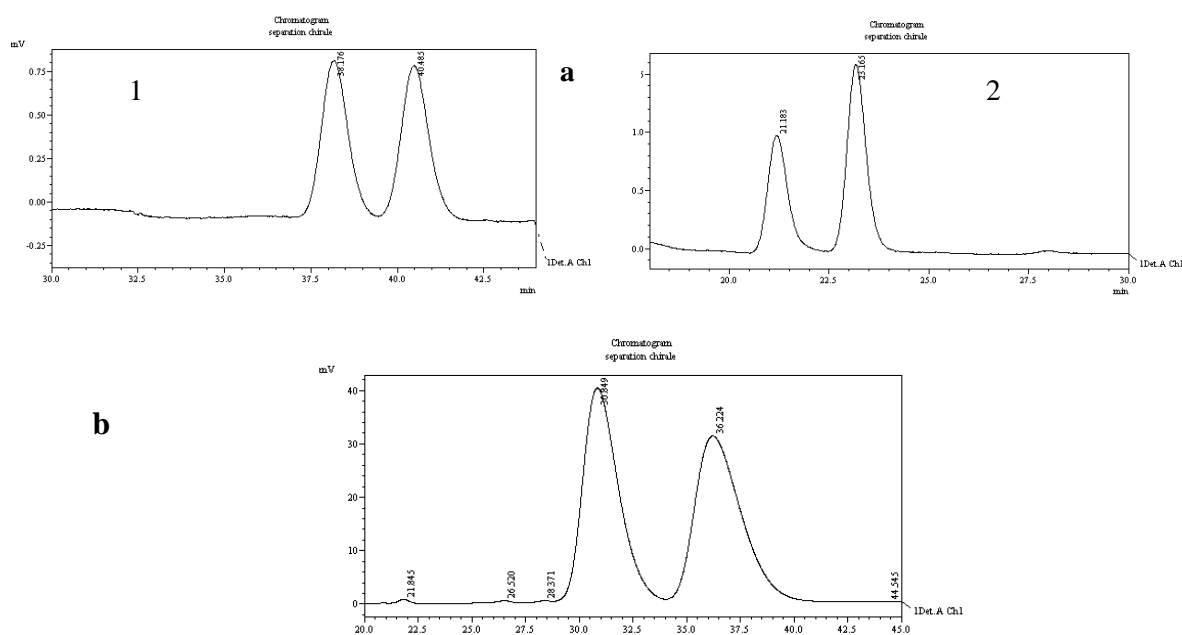 Chromatogram
separation chirale
mV
1
38.176
40.485
0.75
0.50
0.25
0.00
-0.25
30.0 32.5 35.0 37.5 40.0 42.5
min
1Det.A Ch1
a
Chromatogram
separation chirale
2
21.183
23.165
5
1.0
0.5
0.0
20.0 22.5 25.0 27.5 30.0
min
1Det.A Ch1
b
Chromatogram
separation chirale
mV
40
30
20
10
0
21.845
26.520
28.371
30.849
36.224
44.545
20.0 22.5 25.0 27.5 30.0 32.5 35.0 37.5 40.0 42.5 45.0
min
1Det.A Ch1